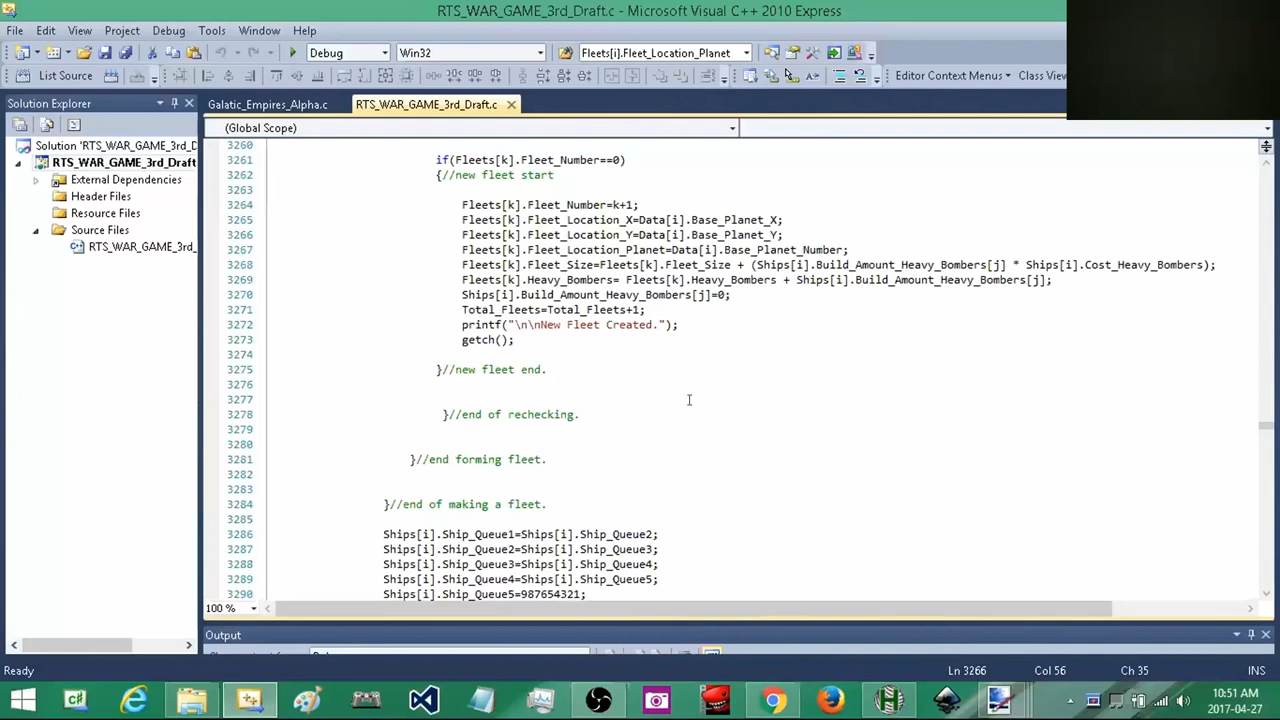 RTS_WAR_GAME_3rd_Draft.c - Microsoft Visual C++ 2010 Express
File Edit View Project Debug Tools Window Help
Debug Win32 Fleets[i].Fleet_Location_Planet
List Source Editor Context Menus Class View
Solution Explorer
Galatic_Empires_Alpha.c RTS_WAR_GAME_3rd_Draft.c
(Global Scope)
Solution 'RTS_WAR_GAME_3rd_D
RTS_WAR_GAME_3rd_Draft
External Dependencies
Header Files
Resource Files
Source Files
RTS_WAR_GAME_3rd_
3260
3261 if(Fleets[k].Fleet_Number==0)
3262 {//new fleet start
3263
3264 Fleets[k].Fleet_Number=k+1;
3265 Fleets[k].Fleet_Location_X=Data[i].Base_Planet_X;
3266 Fleets[k].Fleet_Location_Y=Data[i].Base_Planet_Y;
3267 Fleets[k].Fleet_Location_Planet=Data[i].Base_Planet_Number;
3268 Fleets[k].Fleet_Size=Fleets[k].Fleet_Size + (Ships[i].Build_Amount_Heavy_Bombers[j] * Ships[i].Cost_Heavy_Bombers);
3269 Fleets[k].Heavy_Bombers= Fleets[k].Heavy_Bombers + Ships[i].Build_Amount_Heavy_Bombers[j];
3270 Ships[i].Build_Amount_Heavy_Bombers[j]=0;
3271 Total_Fleets=Total_Fleets+1;
3272 printf("\n\nNew Fleet Created.");
3273 getch();
3274
3275 }//new fleet end.
3276
3277
3278 }//end of rechecking.
3279
3280
3281 }//end forming fleet.
3282
3283
3284 }//end of making a fleet.
3285
3286 Ships[i].Ship_Queue1=Ships[i].Ship_Queue2;
3287 Ships[i].Ship_Queue2=Ships[i].Ship_Queue3;
3288 Ships[i].Ship_Queue3=Ships[i].Ship_Queue4;
3289 Ships[i].Ship_Queue4=Ships[i].Ship_Queue5;
3290 Ships[i].Ship_Queue5=987654321;
100 %
Output
Ready Ln 3266 Col 56 Ch 35 INS
10:51 AM
2017-04-27